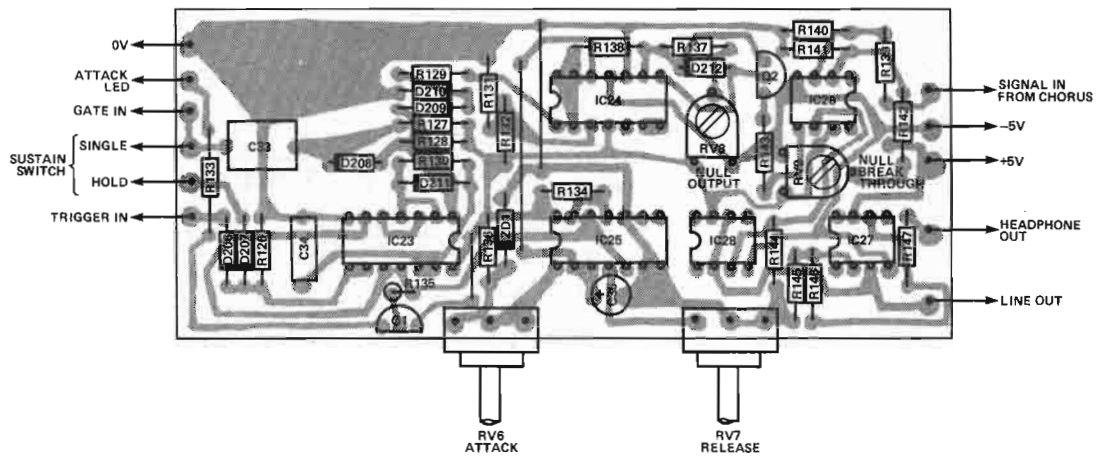 0V
ATTACK
LED
GATE IN
SINGLE
SUSTAIN
SWITCH
HOLD
TRIGGER IN
R133
C33
D208
R129
D210
D209
R127
R128
R139
D211
R131
R132
R138
R137
D212
IC24
RV8
NULL
OUTPUT
Q2
R143
R140
R141
IC26
R142
RV9
NULL
BREAK
THROUGH
SIGNAL IN
FROM CHORUS
-5V
+5V
HEADPHONE
OUT
LINE OUT
D206
D207
R126
C34
IC23
R135
Q1
R136
ZD1
R134
IC25
IC28
R144
R145
R146
IC27
R147
RV6
ATTACK
RV7
RELEASE